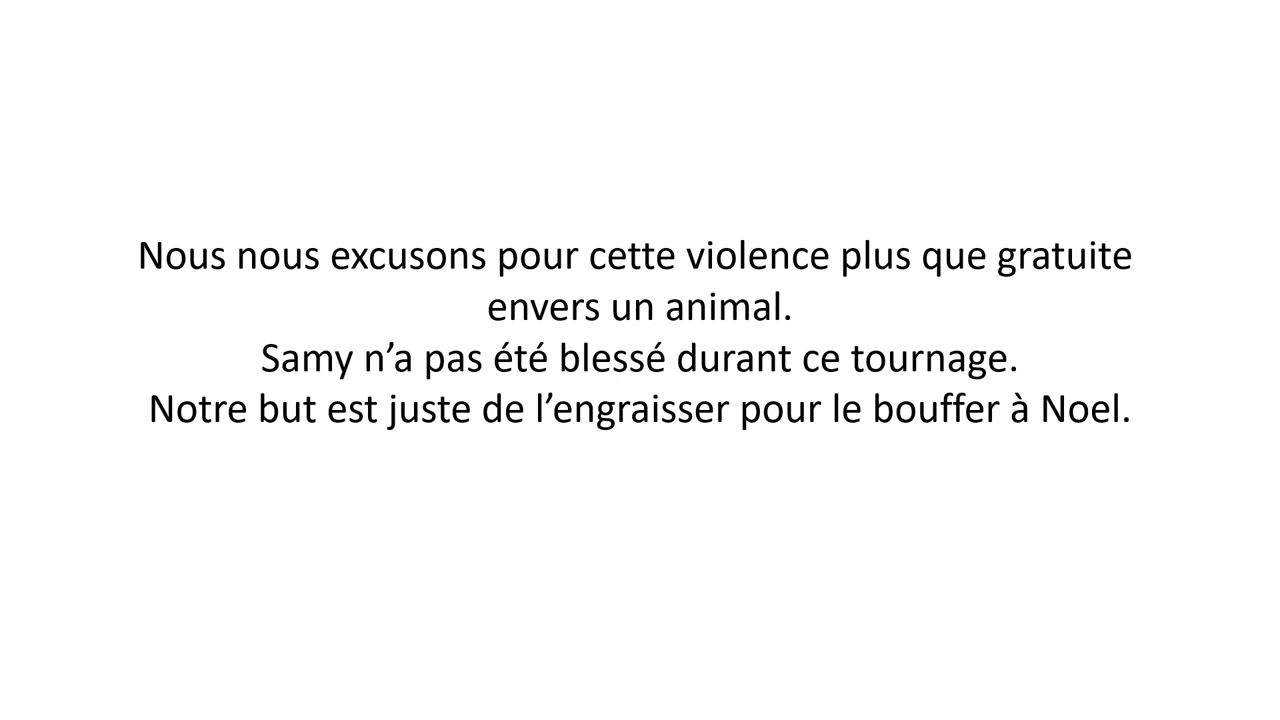 Nous nous excusons pour cette violence plus que gratuite
envers un animal.
Samy n’a pas été blessé durant ce tournage.
Notre but est juste de l’engraisser pour le bouffer à Noel.